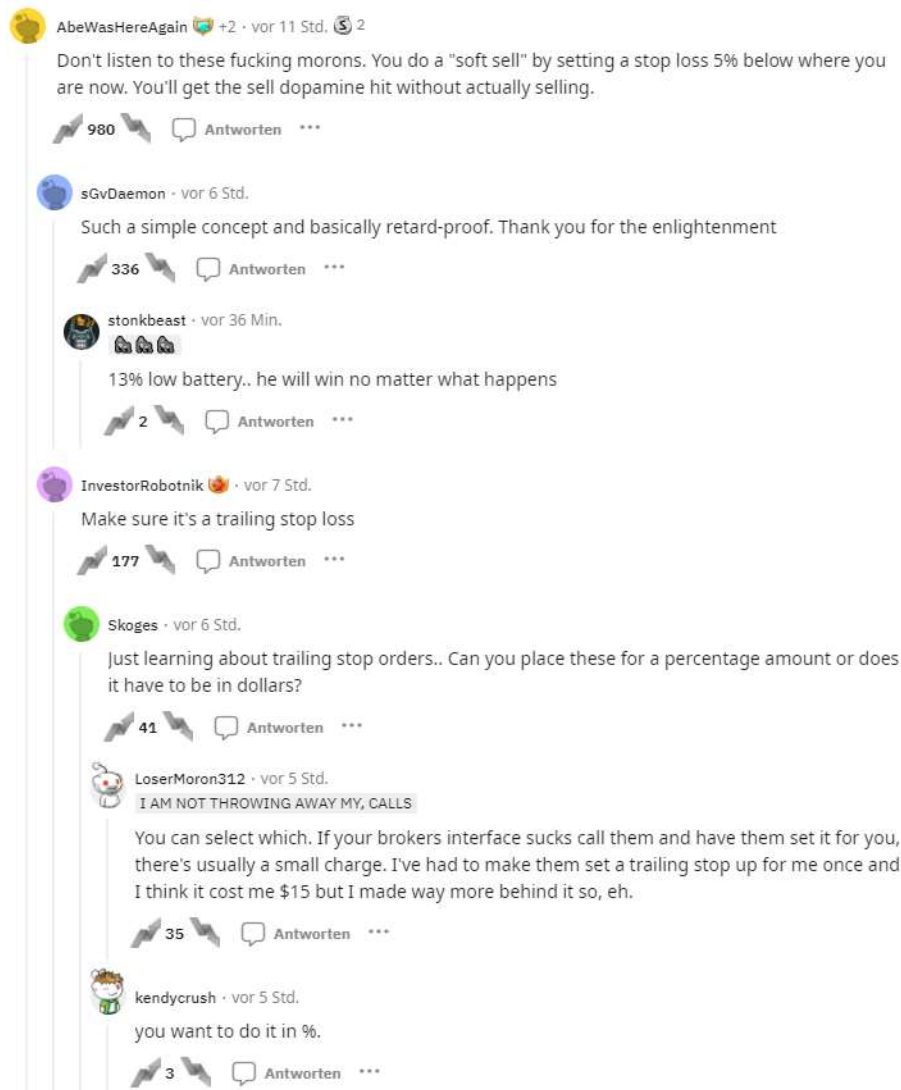 AbeWasHereAgain +2 · vor 11 Std. 2
Don't listen to these fucking morons. You do a "soft sell" by setting a stop loss 5% below where you
are now. You'll get the sell dopamine hit without actually selling.
980 Antworten ···
sGvDaemon · vor 6 Std.
Such a simple concept and basically retard-proof. Thank you for the enlightenment
336 Antworten ···
stonkbeast · vor 36 Min.
🦍🦍🦍
13% low battery.. he will win no matter what happens
2 Antworten ···
InvestorRobotnik · vor 7 Std.
Make sure it's a trailing stop loss
177 Antworten ···
Skoges · vor 6 Std.
Just learning about trailing stop orders.. Can you place these for a percentage amount or does
it have to be in dollars?
41 Antworten ···
LoserMoron312 · vor 5 Std.
I AM NOT THROWING AWAY MY, CALLS
You can select which. If your brokers interface sucks call them and have them set it for you,
there's usually a small charge. I've had to make them set a trailing stop up for me once and
I think it cost me $15 but I made way more behind it so, eh.
35 Antworten ···
kendycrush · vor 5 Std.
you want to do it in %.
3 Antworten ···